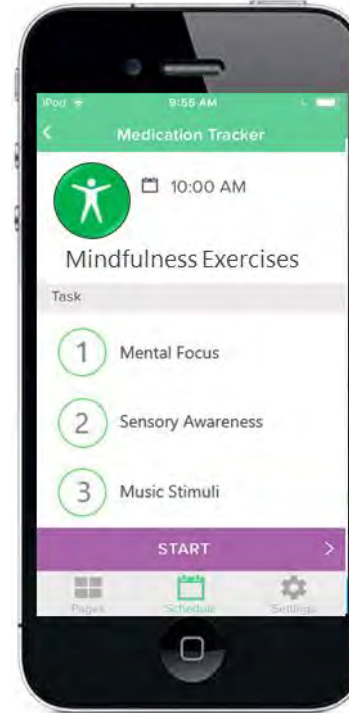 iPod 9:55 AM
Medication Tracker
10:00 AM
Mindfulness Exercises
Task
1 Mental Focus
2 Sensory Awareness
3 Music Stimuli
START
Pages Schedule Settings